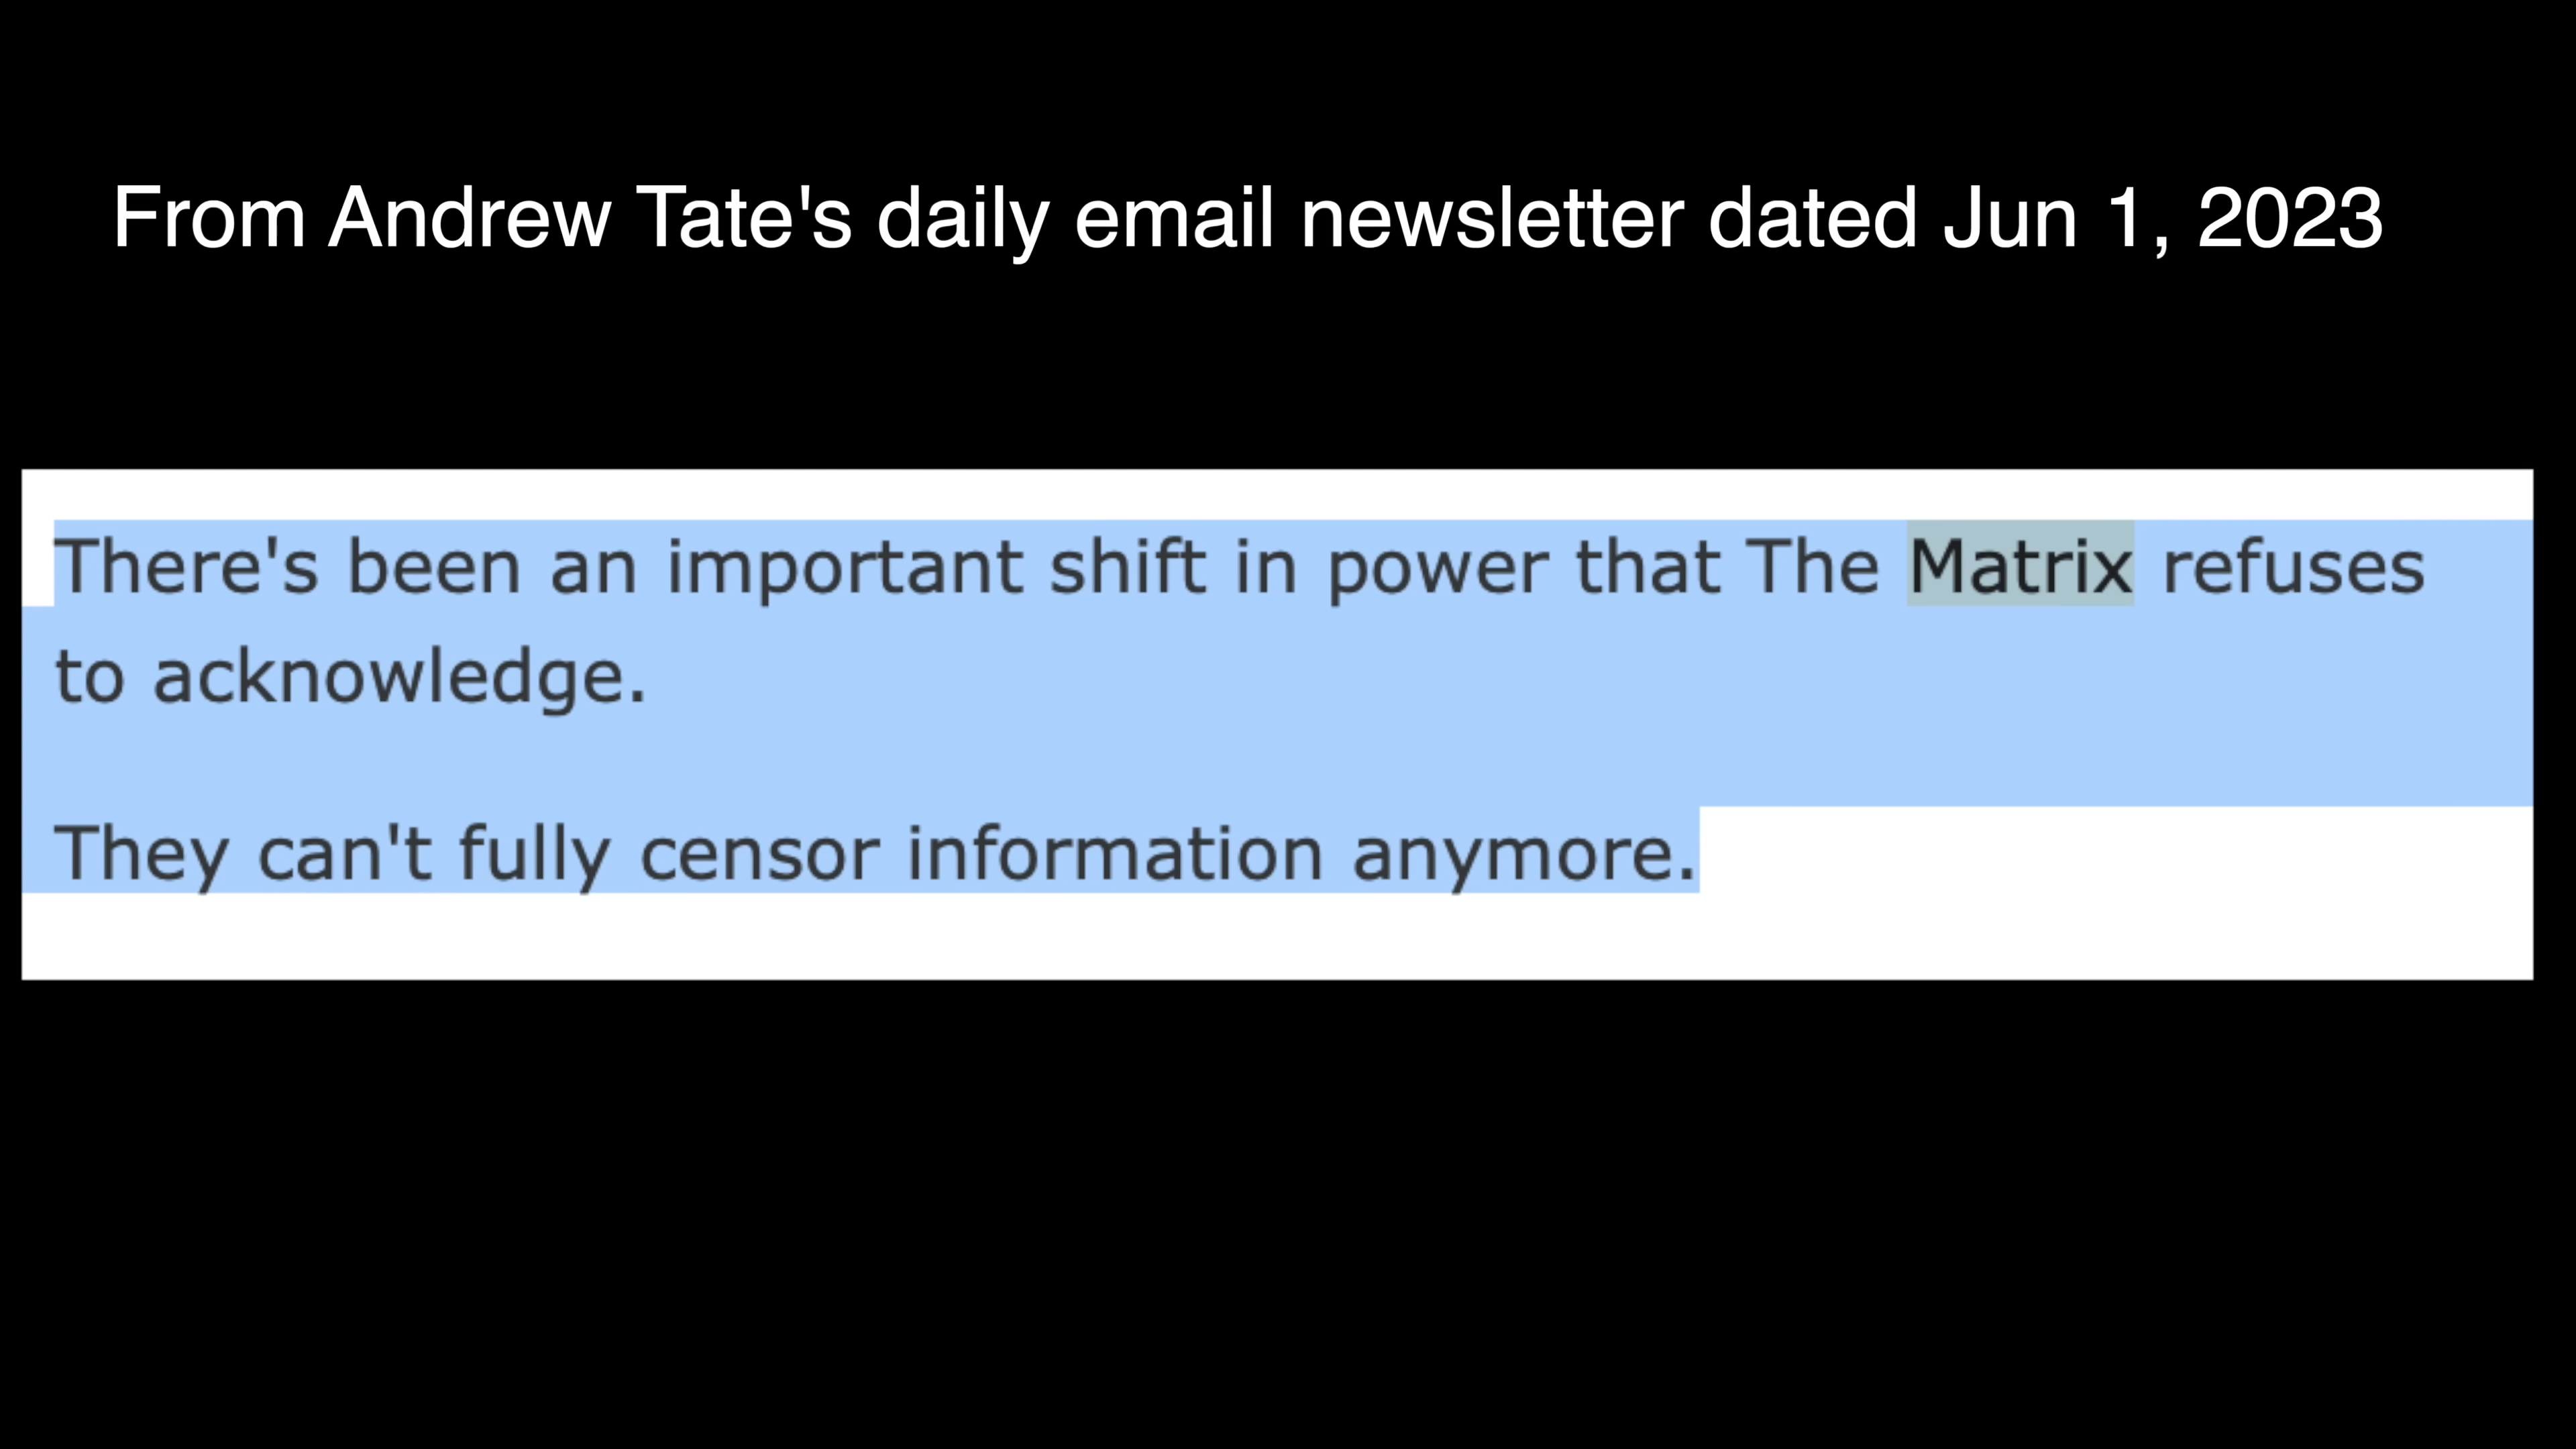 From Andrew Tate's daily email newsletter dated Jun 1, 2023
There's been an important shift in power that The Matrix refuses
to acknowledge.
They can't fully censor information anymore.